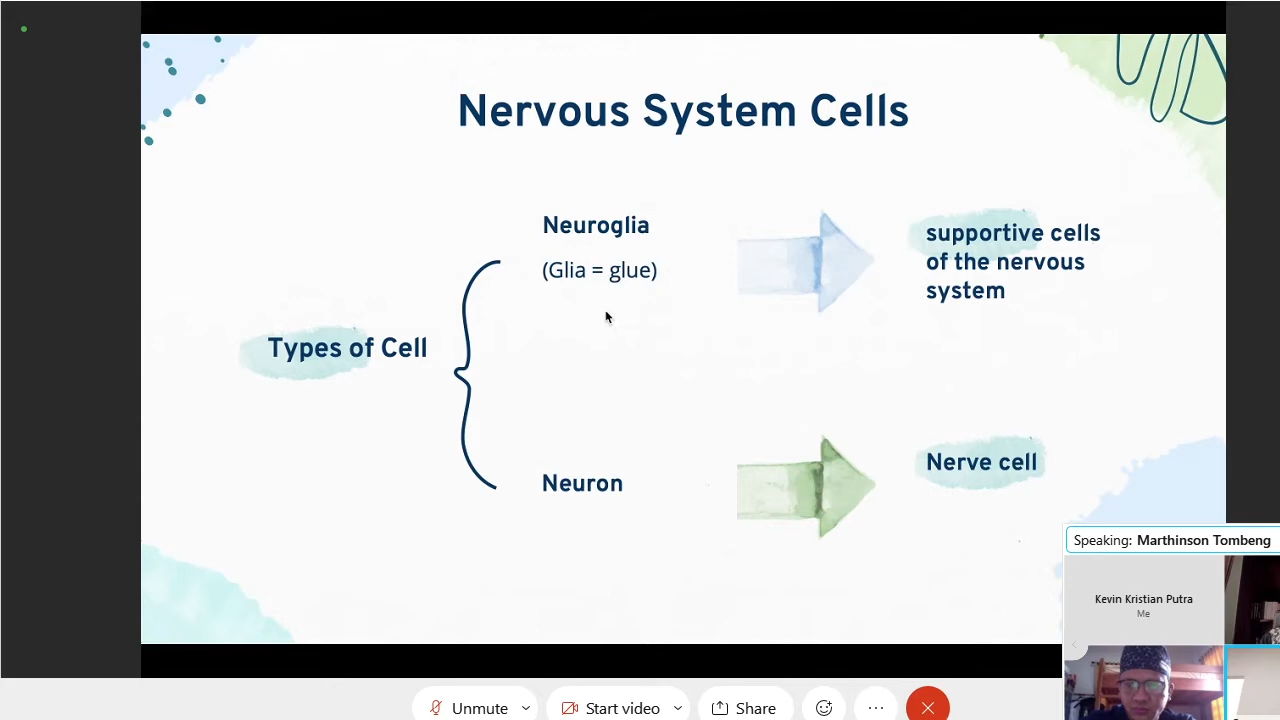 Nervous System Cells
Neuroglia
(Glia = glue)
supportive cells
of the nervous
system
Types of Cell
Neuron
Nerve cell
Speaking: Marthinson Tombeng
Kevin Kristian Putra
Me
Unmute
Start video
Share